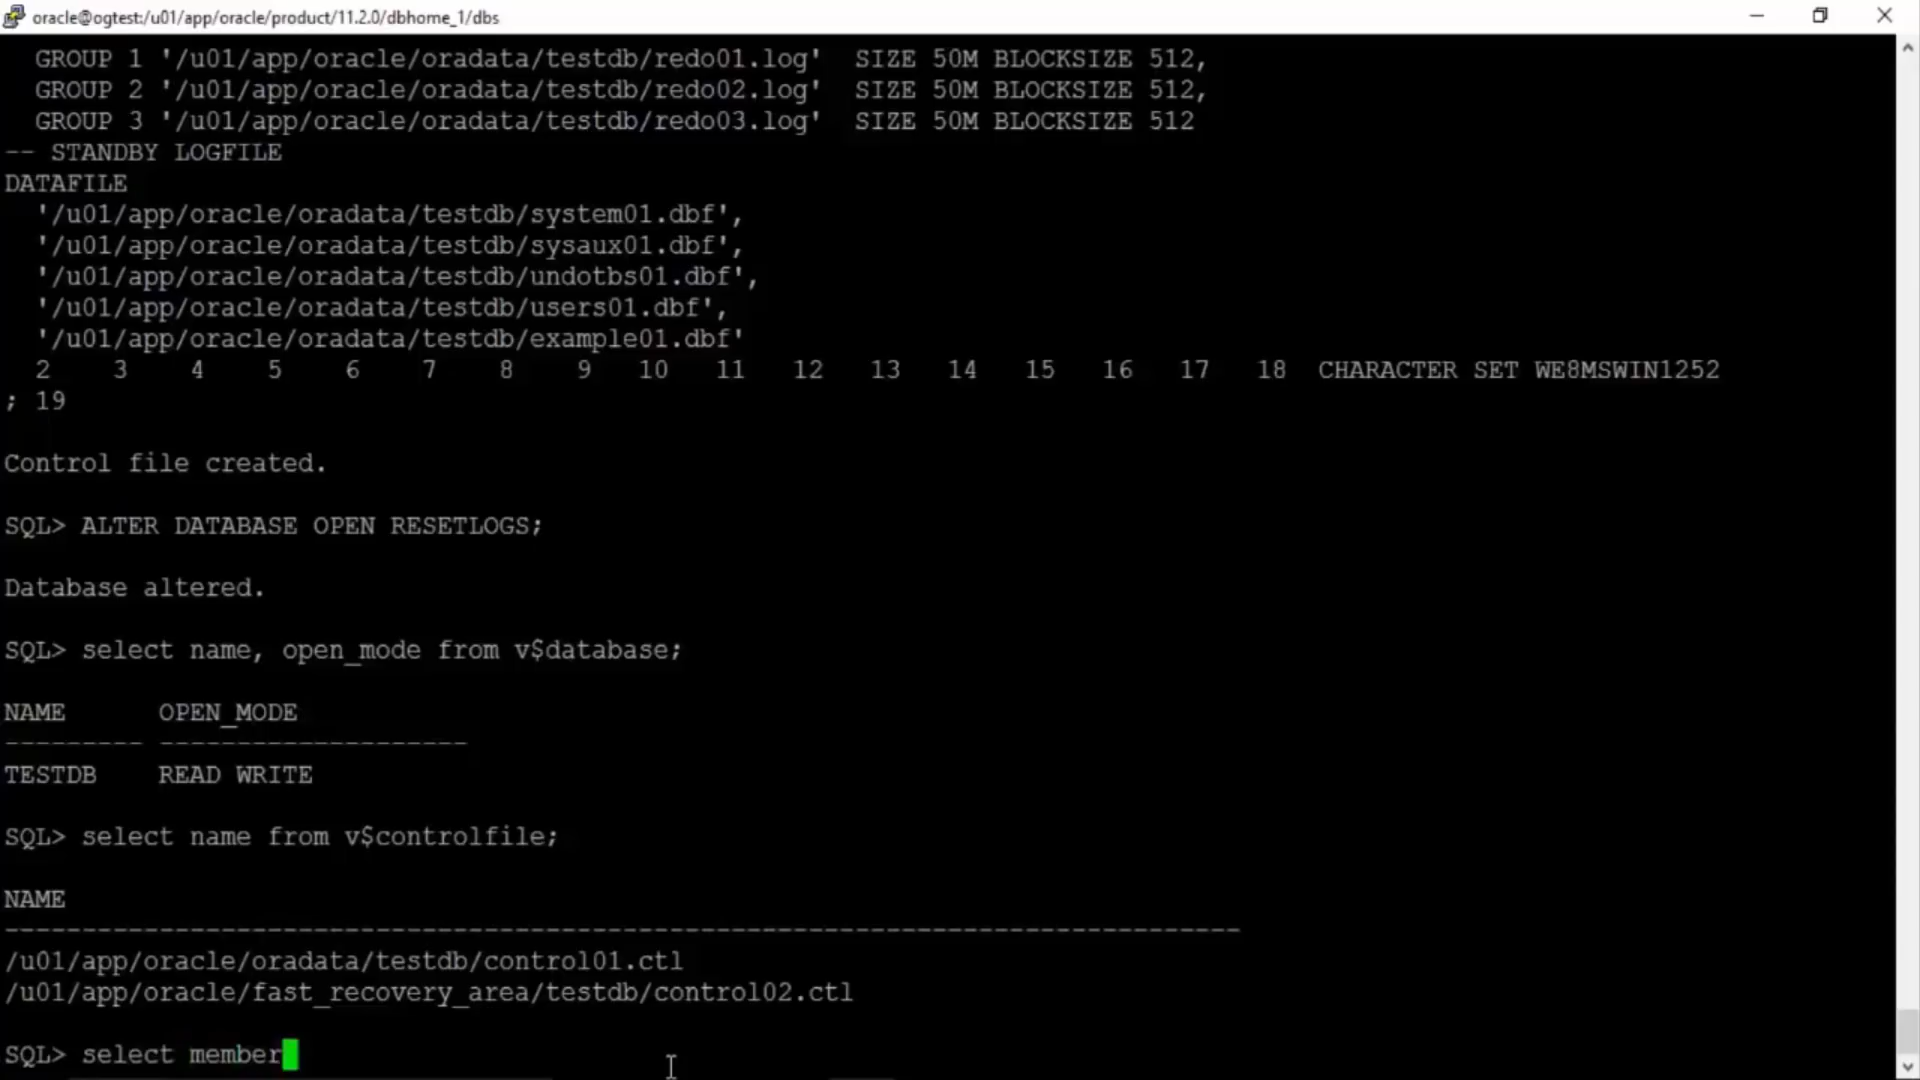 oracle@ogtest:/u01/app/oracle/product/11.2.0/dbhome_1/dbs
GROUP 1 '/u01/app/oracle/oradata/testdb/redo01.log'  SIZE 50M BLOCKSIZE 512,
GROUP 2 '/u01/app/oracle/oradata/testdb/redo02.log'  SIZE 50M BLOCKSIZE 512,
GROUP 3 '/u01/app/oracle/oradata/testdb/redo03.log'  SIZE 50M BLOCKSIZE 512
-- STANDBY LOGFILE
DATAFILE
'/u01/app/oracle/oradata/testdb/system01.dbf',
'/u01/app/oracle/oradata/testdb/sysaux01.dbf',
'/u01/app/oracle/oradata/testdb/undotbs01.dbf',
'/u01/app/oracle/oradata/testdb/users01.dbf',
'/u01/app/oracle/oradata/testdb/example01.dbf'
2    3    4    5    6    7    8    9   10   11   12   13   14   15   16   17   18  CHARACTER SET WE8MSWIN1252
; 19
Control file created.
SQL> ALTER DATABASE OPEN RESETLOGS;
Database altered.
SQL> select name, open_mode from v$database;
NAME      OPEN_MODE
--------- --------------------
TESTDB    READ WRITE
SQL> select name from v$controlfile;
NAME
--------------------------------------------------------------------------------
/u01/app/oracle/oradata/testdb/control01.ctl
/u01/app/oracle/fast_recovery_area/testdb/control02.ctl
SQL> select member